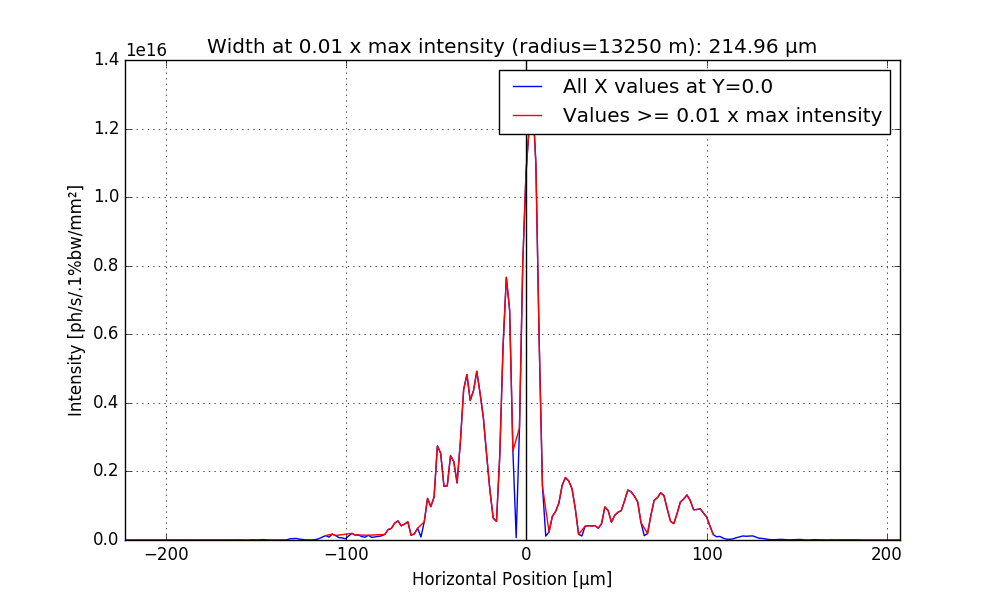 Width at 0.01 x max intensity (radius=13250 m): 214.96 µm
1e16
All X values at Y=0.0
Values >= 0.01 x max intensity
1.4
1.2
1.0
0.8
0.6
0.4
0.2
0.0
Intensity [ph/s/.1%bw/mm²]
−200
−100
0
100
200
Horizontal Position [µm]